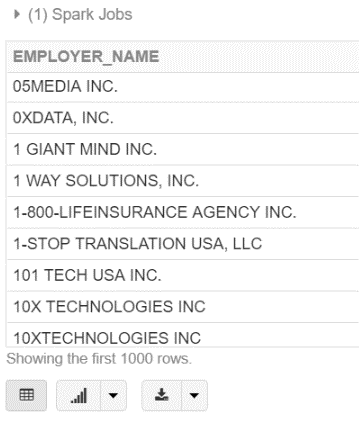 (1) Spark Jobs
EMPLOYER_NAME
05MEDIA INC.
0XDATA, INC.
1 GIANT MIND INC.
1 WAY SOLUTIONS, INC.
1-800-LIFEINSURANCE AGENCY INC.
1-STOP TRANSLATION USA, LLC
101 TECH USA INC.
10X TECHNOLOGIES INC
10XTECHNOLOGIES INC
Showing the first 1000 rows.